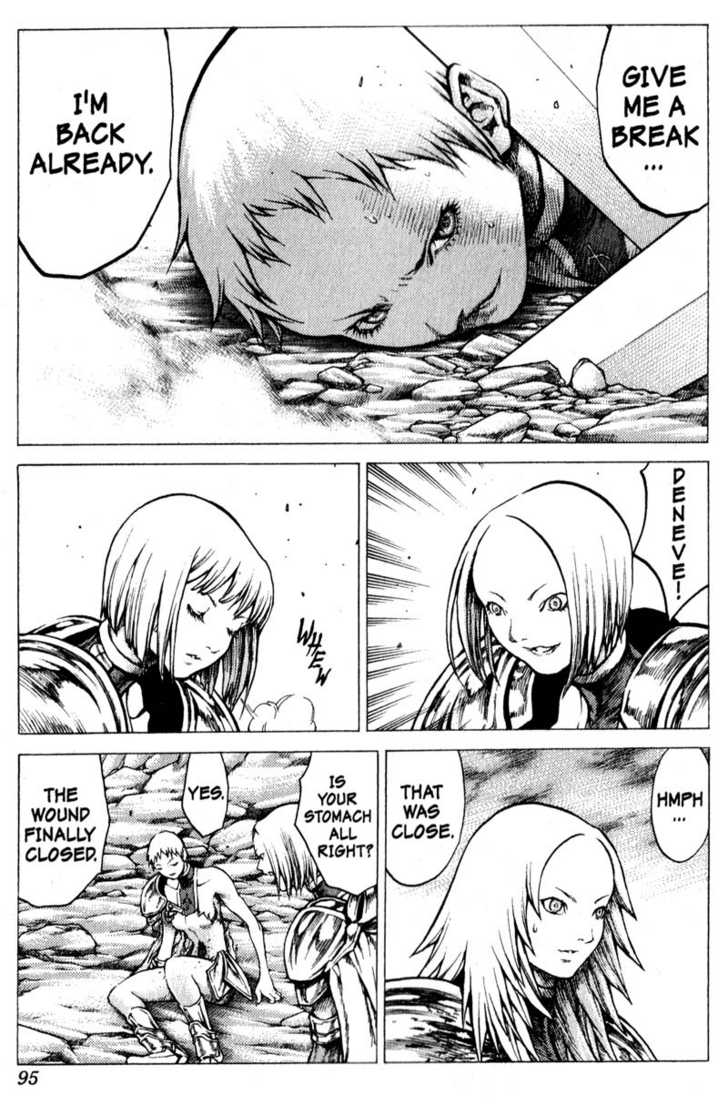 GIVE
ME A
BREAK
...
I'M
BACK
ALREADY.
DENEVE!
WHEW
HMPH
...
THAT
WAS
CLOSE.
IS
YOUR
STOMACH
ALL
RIGHT?
YES.
THE
WOUND
FINALLY
CLOSED.
95